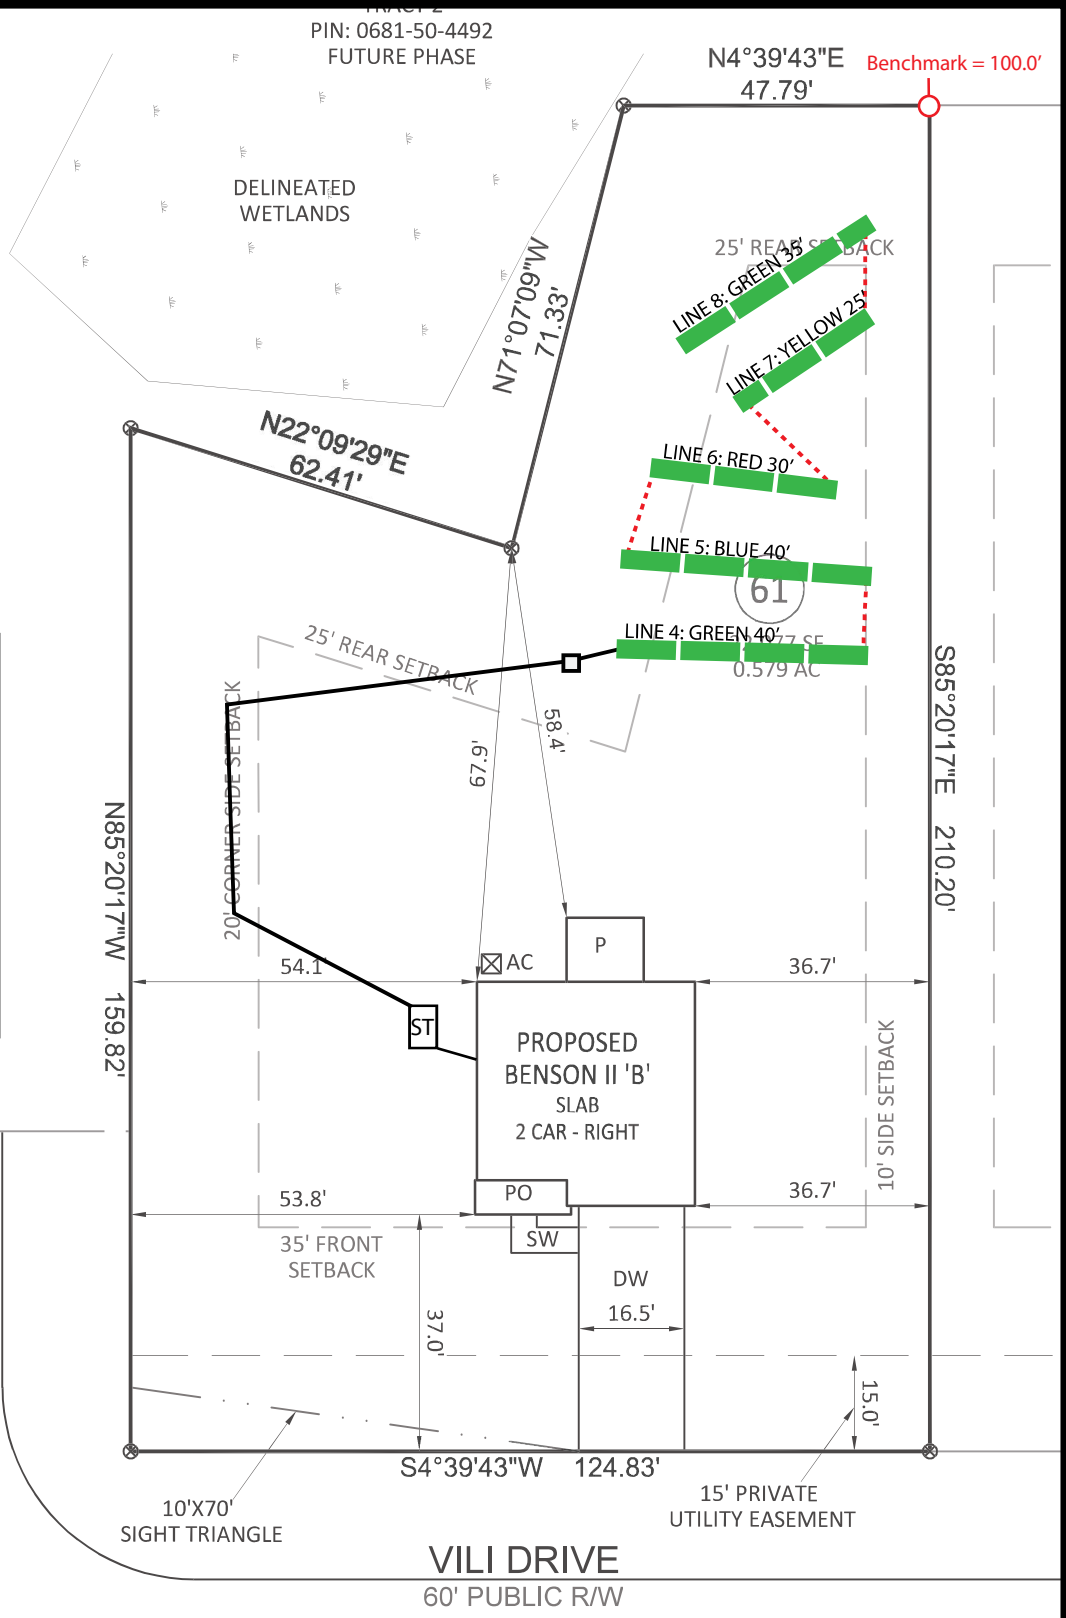 PIN: 0681-50-4492
FUTURE PHASE
N4°39'43"E
47.79'
Benchmark = 100.0'
DELINEATED
WETLANDS
25' REAR SETBACK
LINE 8: GREEN 35'
N71°07'09"W
71.33'
LINE 7: YELLOW 25'
N22°09'29"E
62.41'
LINE 6: RED 30'
LINE 5: BLUE 40'
61
LINE 4: GREEN 40'
SF
0.579 AC
25' REAR SETBACK
20' CORNER SIDE SETBACK
58.4'
67.9'
S85°20'17"E 210.20'
N85°20'17"W 159.82'
54.1'
AC
P
36.7'
ST
PROPOSED
BENSON II 'B'
SLAB
2 CAR - RIGHT
10' SIDE SETBACK
53.8'
PO
36.7'
SW
35' FRONT
SETBACK
DW
16.5'
37.0'
15.0'
S4°39'43"W 124.83'
10'X70'
SIGHT TRIANGLE
15' PRIVATE
UTILITY EASEMENT
VILI DRIVE
60' PUBLIC R/W